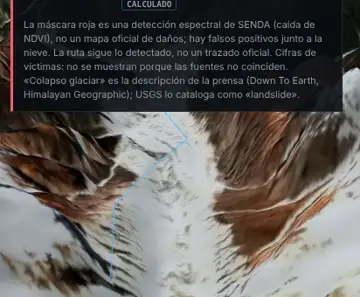 CALCULADO
La máscara roja es una detección espectral de SENDA (caída de
NDVI), no un mapa oficial de daños; hay falsos positivos junto a la
nieve. La ruta sigue lo detectado, no un trazado oficial. Cifras de
víctimas: no se muestran porque las fuentes no coinciden.
«Colapso glaciar» es la descripción de la prensa (Down To Earth,
Himalayan Geographic); USGS lo cataloga como «landslide».